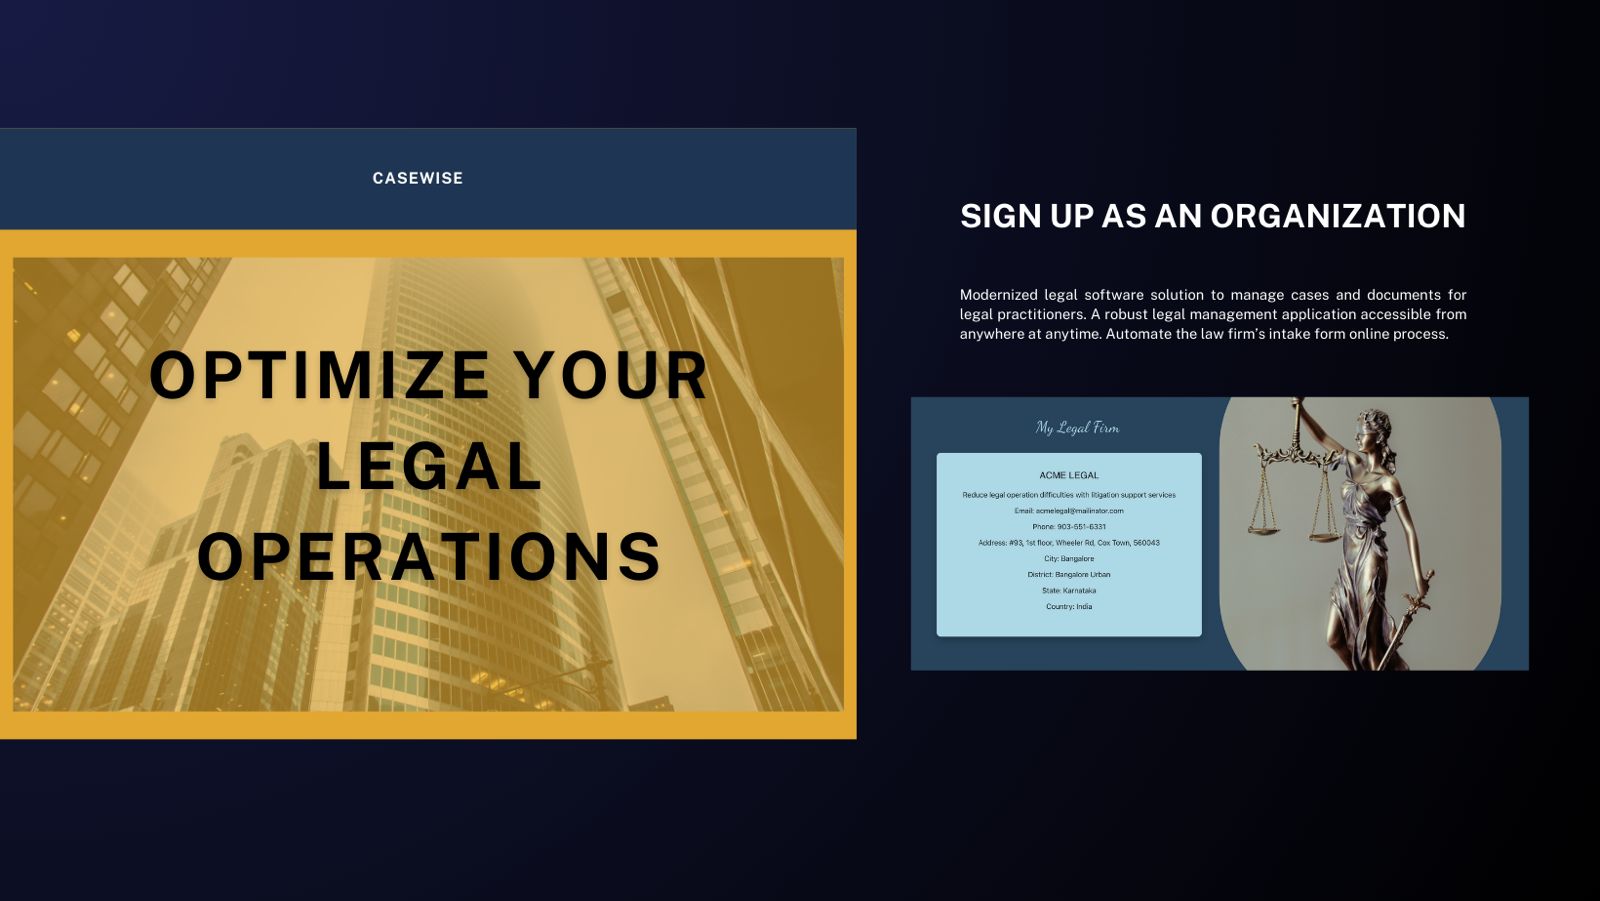 CASEWISE
OPTIMIZE YOUR
LEGAL
OPERATIONS
SIGN UP AS AN ORGANIZATION
Modernized legal software solution to manage cases and documents for
legal practitioners. A robust legal management application accessible from
anywhere at anytime. Automate the law firm's intake form online process.
My Legal Firm
ACME LEGAL
Reduce legal operation difficulties with litigation support services
Email: acmelegal@mailinator.com
Phone: 903-551-6331
Address: #93, 1st floor, Wheeler Rd, Cox Town, 560043
City: Bangalore
District: Bangalore Urban
State: Karnataka
Country: India